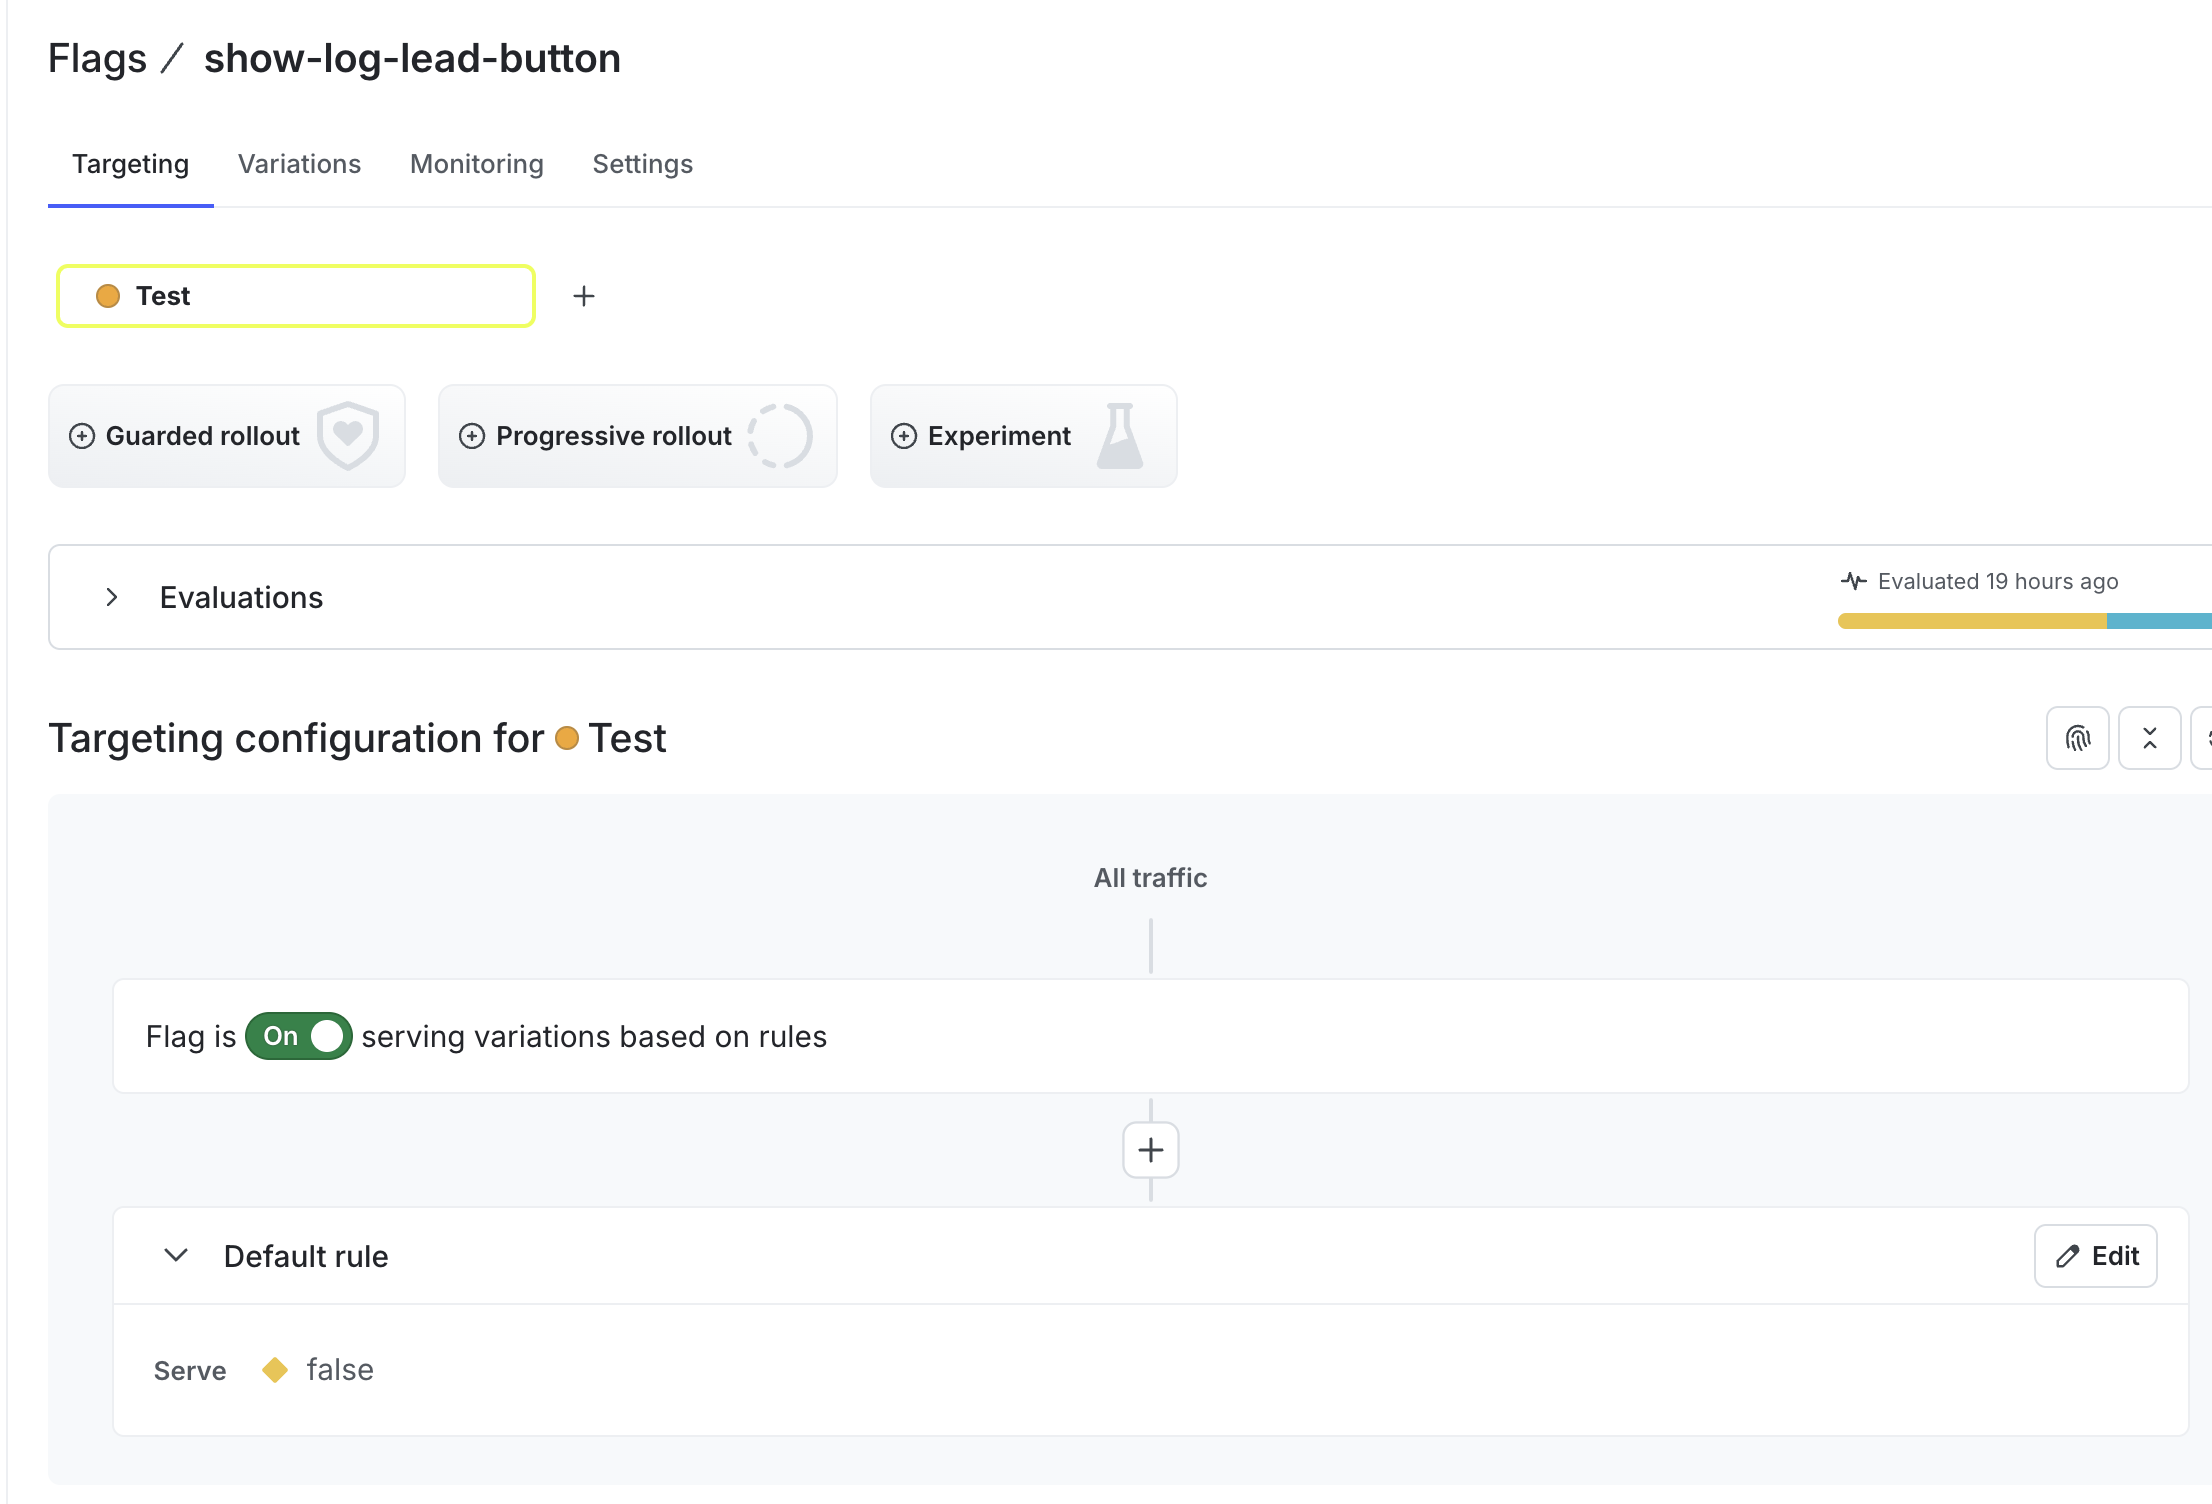 Flags / show-log-lead-button
Targeting Variations Monitoring Settings
Test
Guarded rollout Progressive rollout Experiment
Evaluations
Evaluated 19 hours ago
Targeting configuration for Test
All traffic
Flag is On serving variations based on rules
Default rule
Edit
Serve false